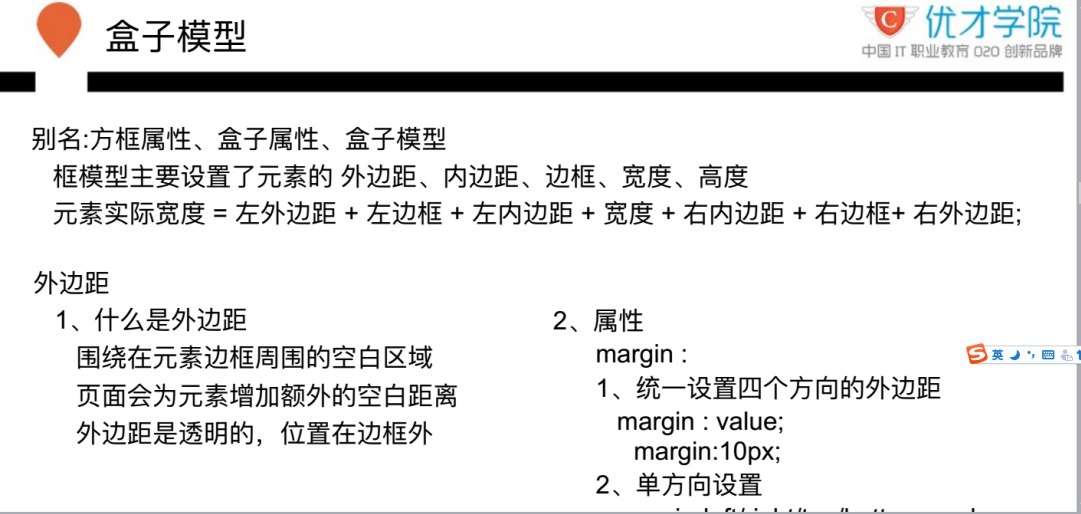 盒子模型
优才学院
中国 IT 职业教育 O2O 创新品牌
别名:方框属性、盒子属性、盒子模型
框模型主要设置了元素的 外边距、内边距、边框、宽度、高度
元素实际宽度 = 左外边距 + 左边框 + 左内边距 + 宽度 + 右内边距 + 右边框+ 右外边距;
外边距
1、什么是外边距
围绕在元素边框周围的空白区域
页面会为元素增加额外的空白距离
外边距是透明的，位置在边框外
2、属性
margin :
1、统一设置四个方向的外边距
margin : value;
margin:10px;
2、单方向设置
英